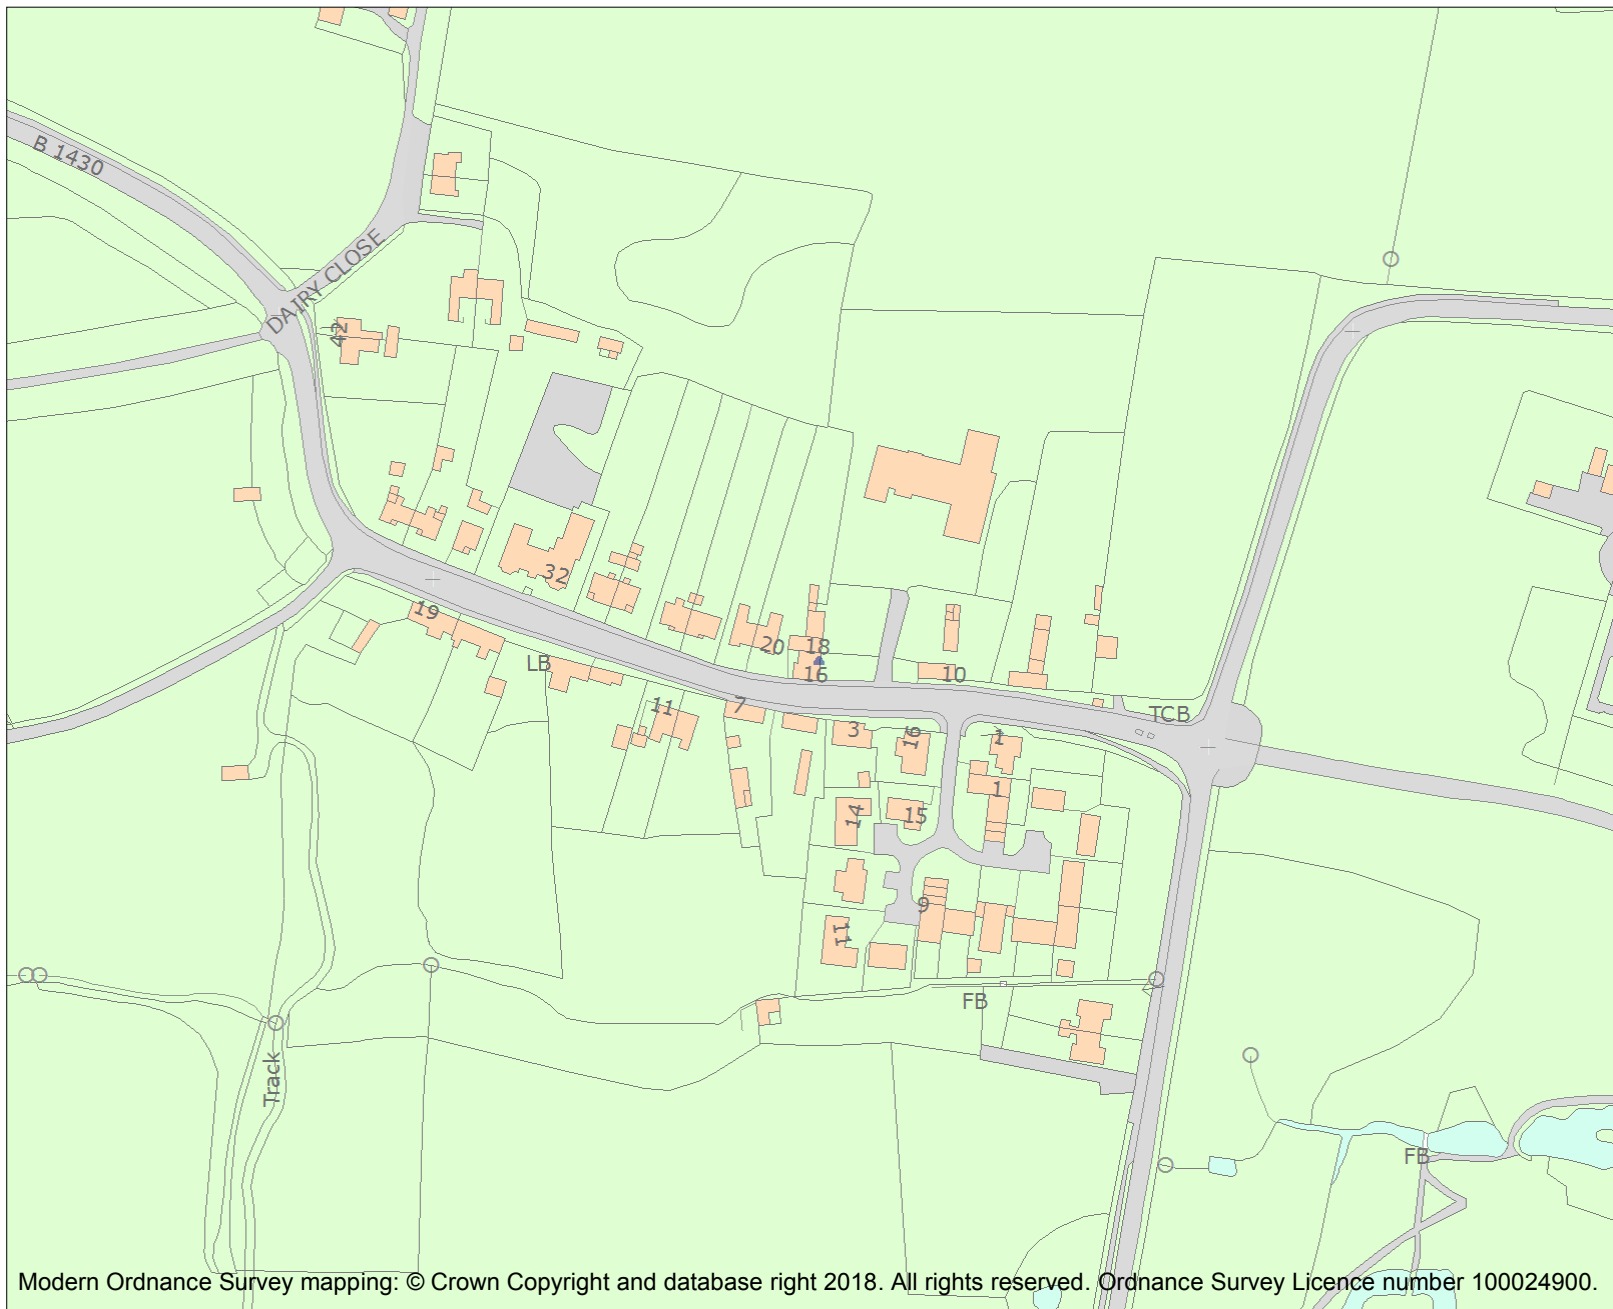 B 1430
DAIRY CLOSE
42
32
19
LB
20
18
16
10
11
7
TCB
3
16
1
1
14
15
9
11
FB
Track
FB
Modern Ordnance Survey mapping: © Crown Copyright and database right 2018. All rights reserved. Ordnance Survey Licence number 100024900.